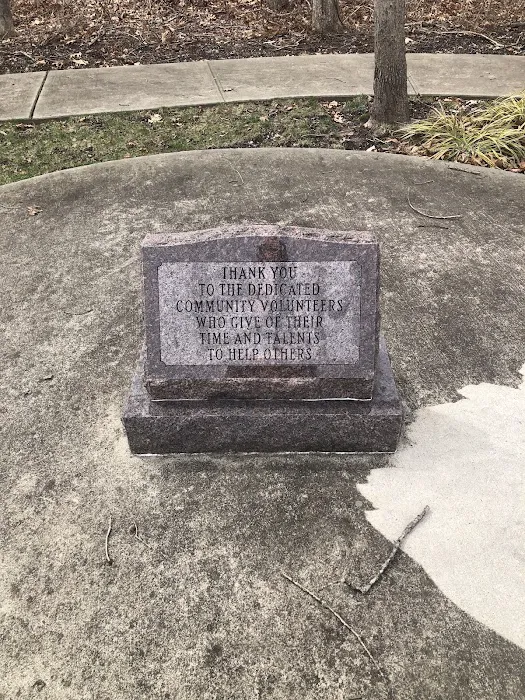 THANK YOU
TO THE DEDICATED
COMMUNITY VOLUNTEERS
WHO GIVE OF THEIR
TIME AND TALENTS
TO HELP OTHERS